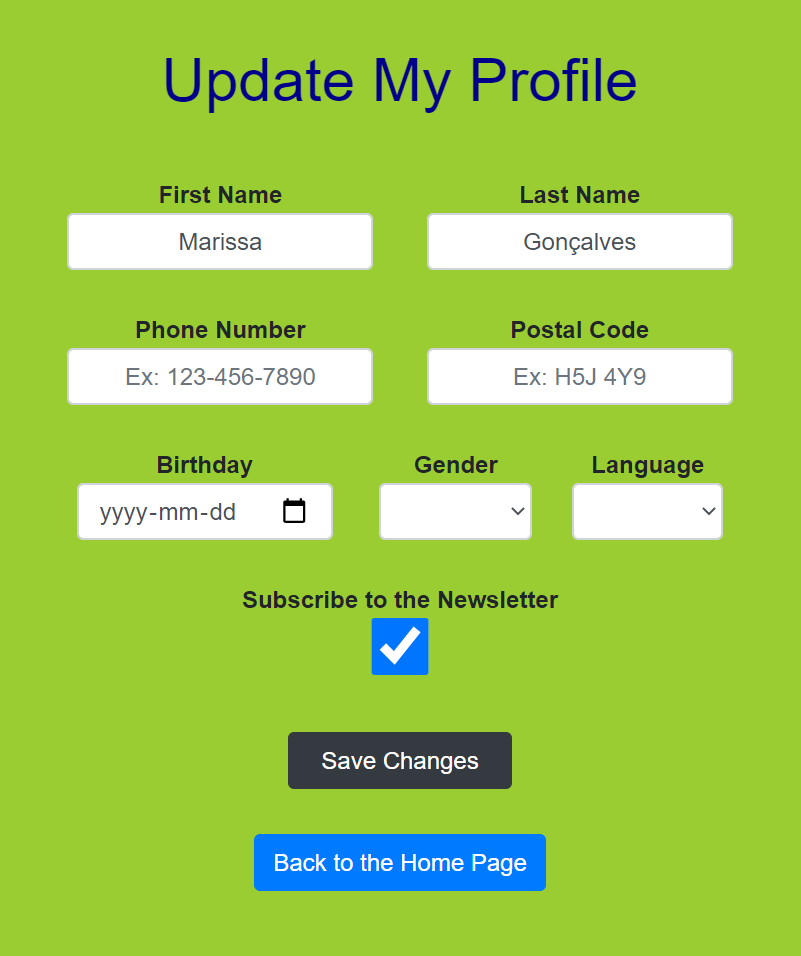 Update My Profile
First Name
Last Name
Marissa
Gonçalves
Phone Number
Postal Code
Ex: 123-456-7890
Ex: H5J 4Y9
Birthday
Gender
Language
yyyy-mm-dd
Subscribe to the Newsletter
Save Changes
Back to the Home Page